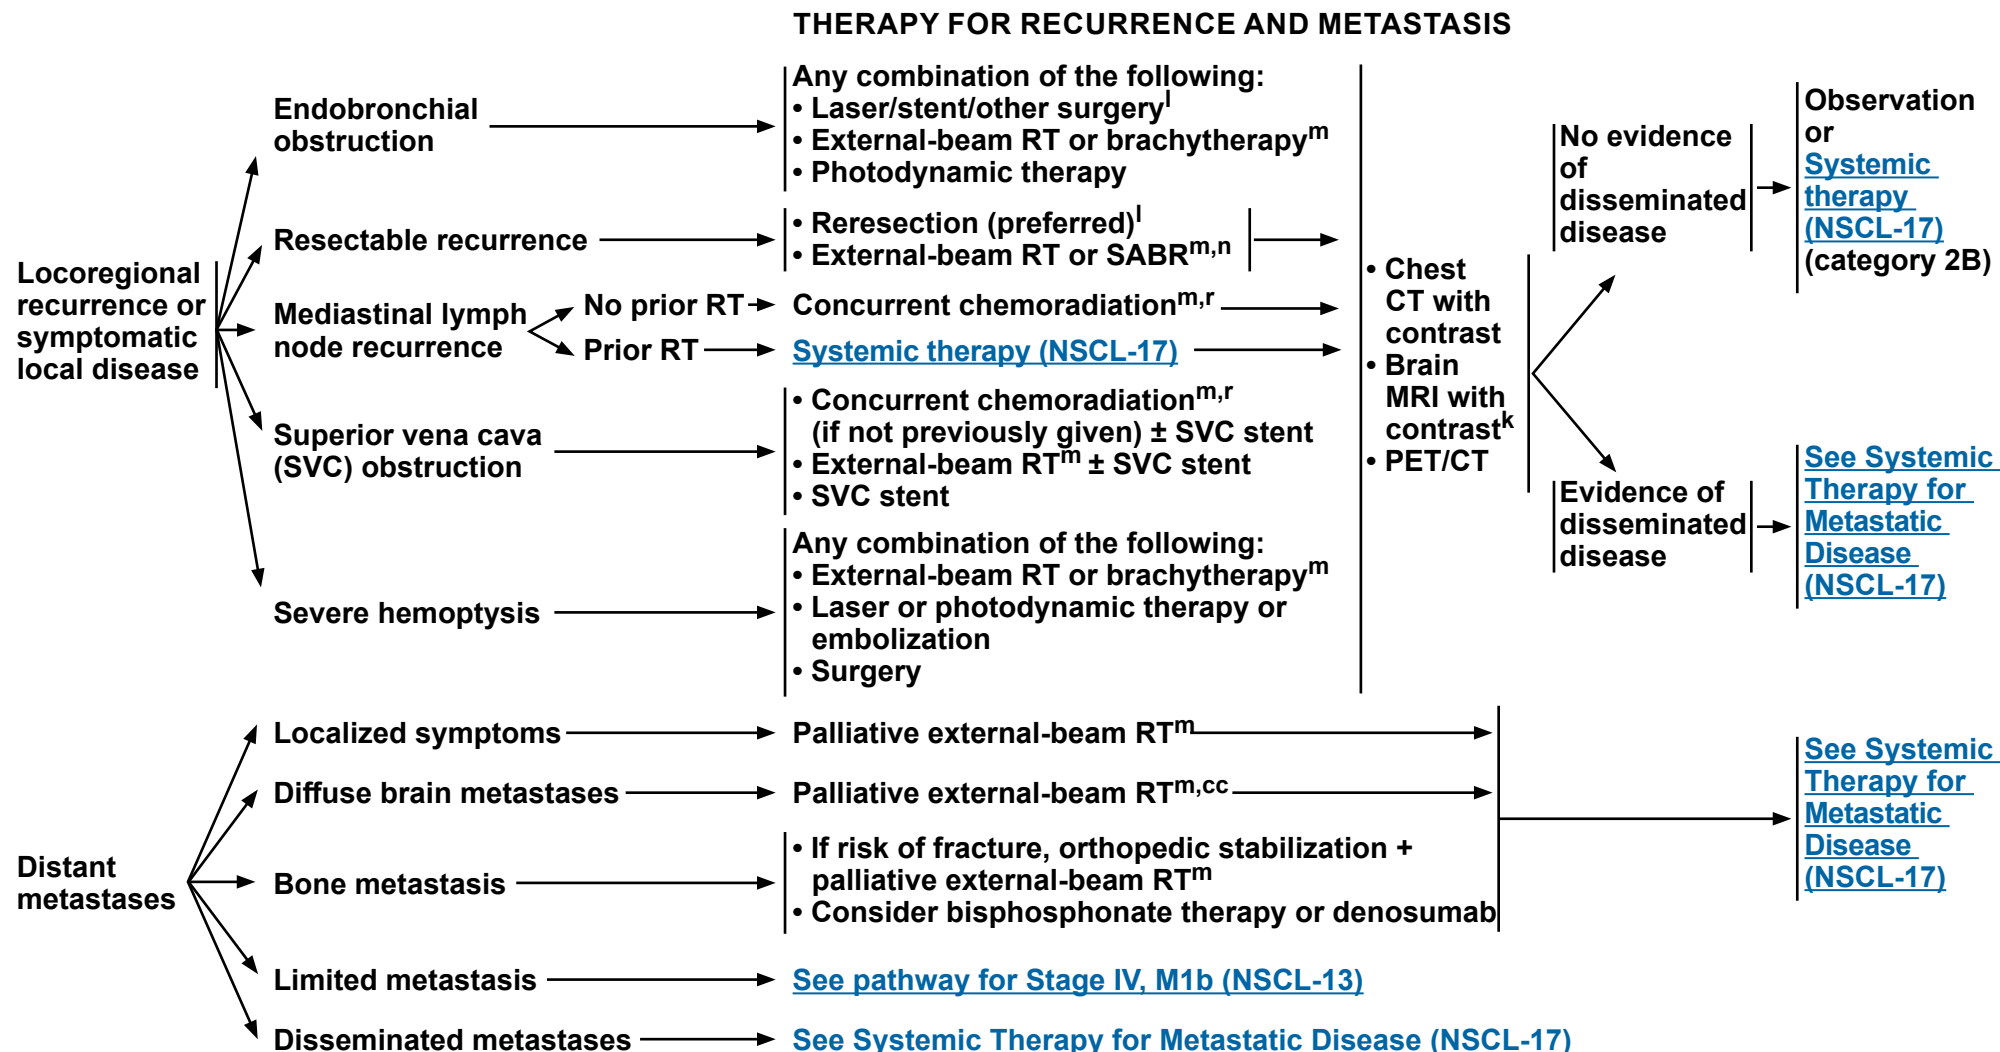 THERAPY FOR RECURRENCE AND METASTASIS
Locoregional
recurrence or
symptomatic
local disease
Endobronchial
obstruction
Any combination of the following:
• Laser/stent/other surgeryˡ
• External-beam RT or brachytherapyᵐ
• Photodynamic therapy
Resectable recurrence
• Reresection (preferred)ˡ
• External-beam RT or SABRᵐ,ⁿ
Mediastinal lymph
node recurrence
No prior RT
Concurrent chemoradiationᵐ,ʳ
Prior RT
Systemic therapy (NSCL-17)
Superior vena cava
(SVC) obstruction
• Concurrent chemoradiationᵐ,ʳ
(if not previously given) ± SVC stent
• External-beam RTᵐ ± SVC stent
• SVC stent
Severe hemoptysis
Any combination of the following:
• External-beam RT or brachytherapyᵐ
• Laser or photodynamic therapy or
embolization
• Surgery
• Chest
CT with
contrast
• Brain
MRI with
contrastᵏ
• PET/CT
No evidence
of
disseminated
disease
Observation
or
Systemic
therapy
(NSCL-17)
(category 2B)
Evidence of
disseminated
disease
See Systemic
Therapy for
Metastatic
Disease
(NSCL-17)
Distant
metastases
Localized symptoms
Palliative external-beam RTᵐ
Diffuse brain metastases
Palliative external-beam RTᵐ,ᶜᶜ
Bone metastasis
• If risk of fracture, orthopedic stabilization +
palliative external-beam RTᵐ
• Consider bisphosphonate therapy or denosumab
See Systemic
Therapy for
Metastatic
Disease
(NSCL-17)
Limited metastasis
See pathway for Stage IV, M1b (NSCL-13)
Disseminated metastases
See Systemic Therapy for Metastatic Disease (NSCL-17)